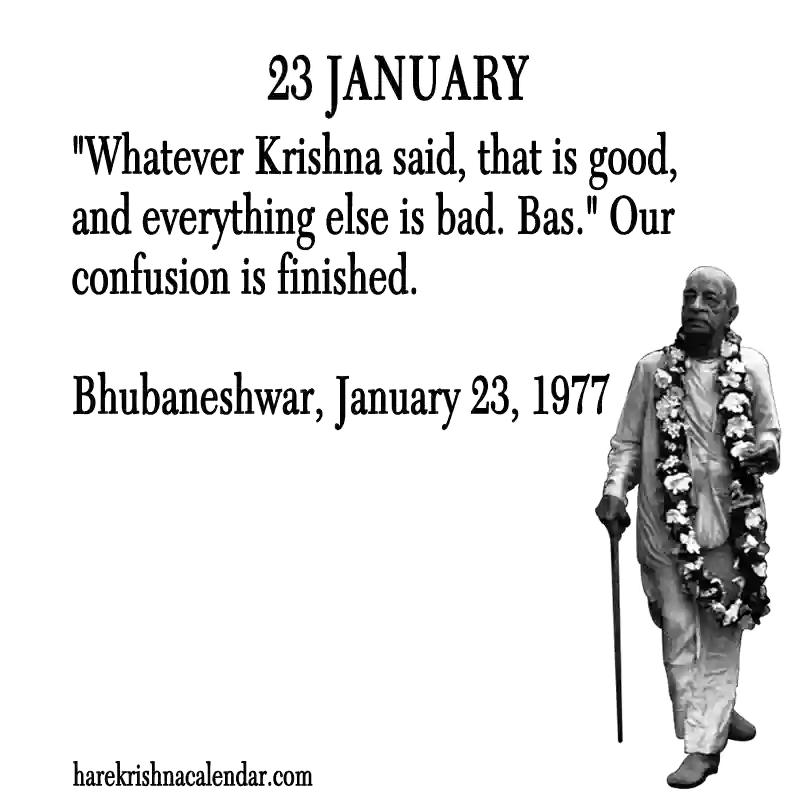 23 JANUARY
"Whatever Krishna said, that is good,
and everything else is bad. Bas." Our
confusion is finished.
Bhubaneshwar, January 23, 1977
harekrishnacalendar.com